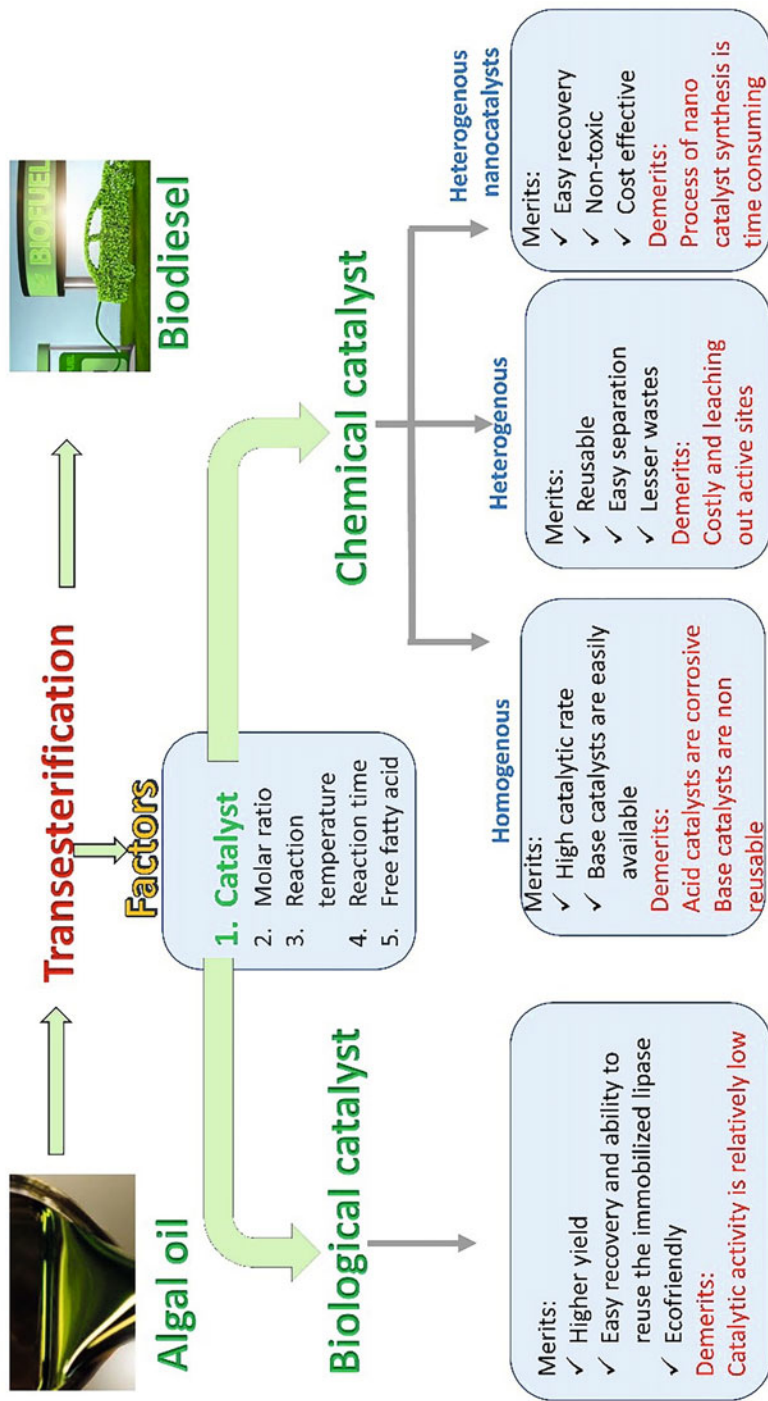 BIOFUEL
Algal oil
Transesterification
Biodiesel
Factors
1. Catalyst
2. Molar ratio
3. Reaction
temperature
4. Reaction time
5. Free fatty acid
Biological catalyst
Chemical catalyst
Merits:
✓ Higher yield
✓ Easy recovery and ability to
reuse the immobilized lipase
✓ Ecofriendly
Demerits:
Catalytic activity is relatively low
Homogenous
Merits:
✓ High catalytic rate
✓ Base catalysts are easily
available
Demerits:
Acid catalysts are corrosive
Base catalysts are non
reusable
Heterogenous
Merits:
✓ Reusable
✓ Easy separation
✓ Lesser wastes
Demerits:
Costly and leaching
out active sites
Heterogenous
nanocatalysts
Merits:
✓ Easy recovery
✓ Non-toxic
✓ Cost effective
Demerits:
Process of nano
catalyst synthesis is
time consuming